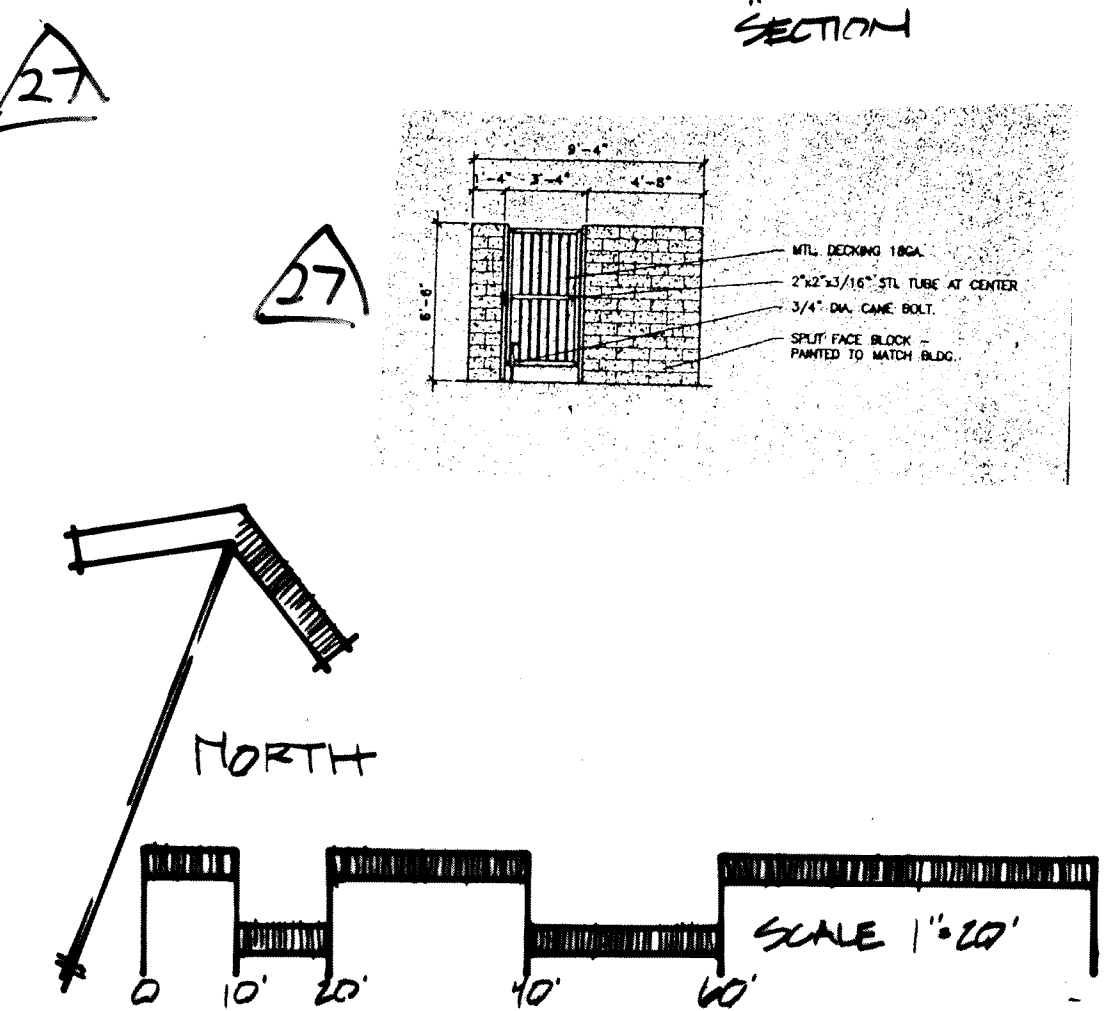 SECTION
27
9'-4"
1'-4" 3'-4" 4'-8"
27
6'-6"
MTL. DECKING 18GA.
2"x2"x3/16" STL TUBE AT CENTER
3/4" DIA. CANE BOLT.
SPLIT FACE BLOCK -
PAINTED TO MATCH BLDG.
NORTH
SCALE 1"=20'
0 10' 20' 40' 60'